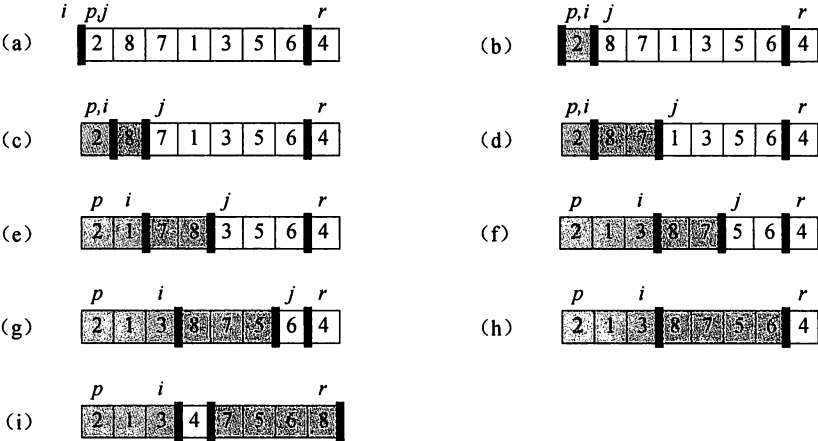 i p,j r
(a) 2 8 7 1 3 5 6 4
p,i j r
(b) 2 8 7 1 3 5 6 4
p,i j r
(c) 2 8 7 1 3 5 6 4
p,i j r
(d) 2 8 7 1 3 5 6 4
p i j r
(e) 2 1 7 8 3 5 6 4
p i j r
(f) 2 1 3 8 7 5 6 4
p i j r
(g) 2 1 3 8 7 5 6 4
p i r
(h) 2 1 3 8 7 5 6 4
p i r
(i) 2 1 3 4 7 5 6 8